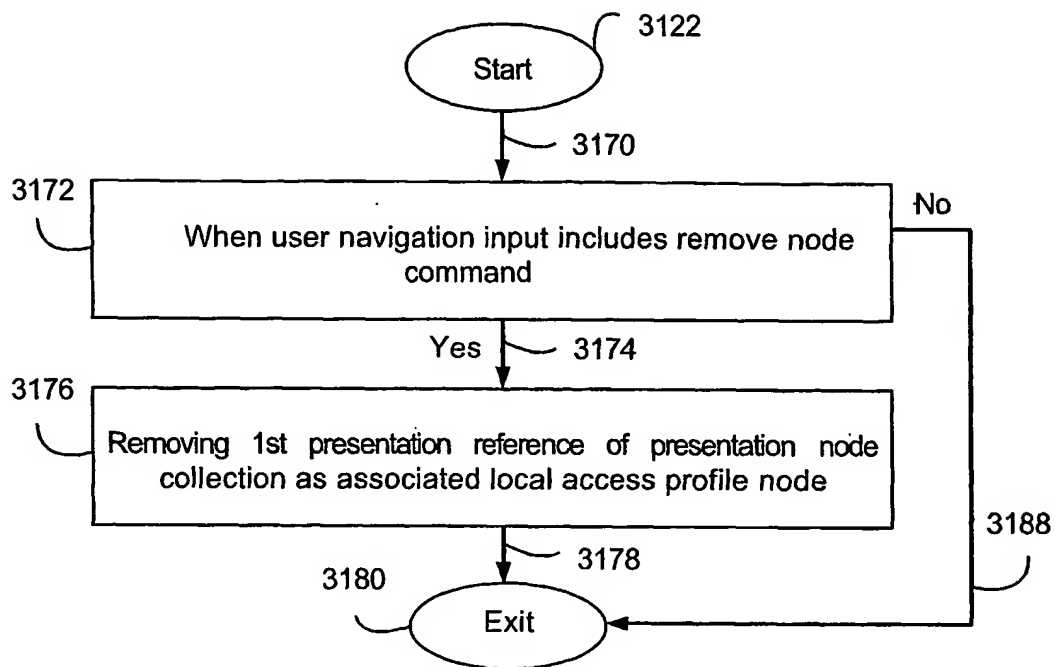 3122
Start
3170
3172
No
When user navigation input includes remove node
command
Yes
3174
3176
Removing 1st presentation reference of presentation node
collection as associated local access profile node
3188
3178
3180
Exit